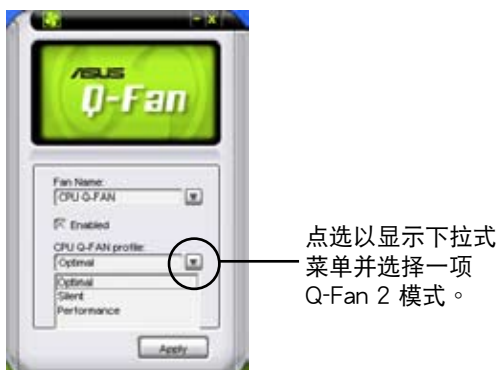 ASUS
Q-Fan
Fan Name:
CPU Q-FAN
Enabled
CPU Q-FAN profile:
Optimal
Optimal
Silent
Performance
Apply
点选以显示下拉式
菜单并选择一项
Q-Fan 2 模式。